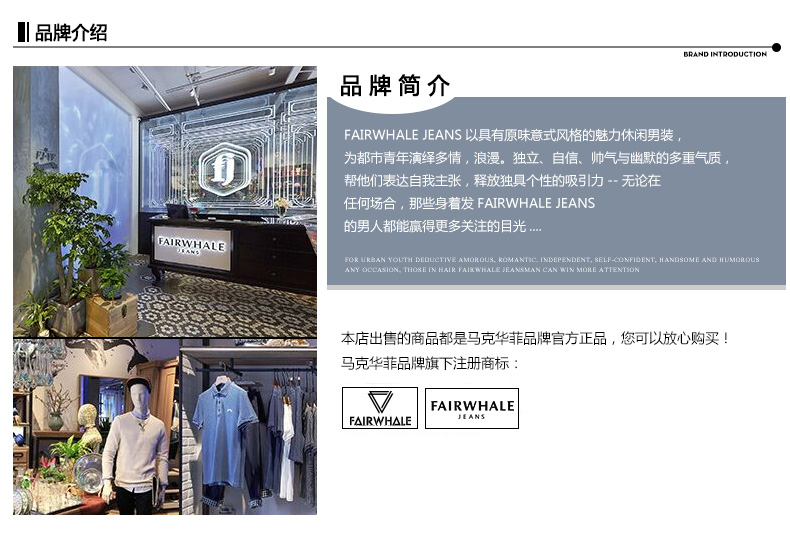 品牌介绍
BRAND INTRODUCTION
品牌简介
FAIRWHALE JEANS 以具有原味意式风格的魅力休闲男装，
为都市青年演绎多情，浪漫。独立、自信、帅气与幽默的多重气质，
帮他们表达自我主张，释放独具个性的吸引力 -- 无论在
任何场合，那些身着发 FAIRWHALE JEANS
的男人都能赢得更多关注的目光 ....
FOR URBAN YOUTH DEDUCTIVE AMOROUS, ROMANTIC. INDEPENDENT, SELF-CONFIDENT, HANDSOME AND HUMOROUS
ANY OCCASION, THOSE IN HAIR FAIRWHALE JEANSMAN CAN WIN MORE ATTENTION
FAIRWHALE
JEANS
本店出售的商品都是马克华菲品牌官方正品，您可以放心购买！
马克华菲品牌旗下注册商标：
FAIRWHALE
FAIRWHALE
JEANS